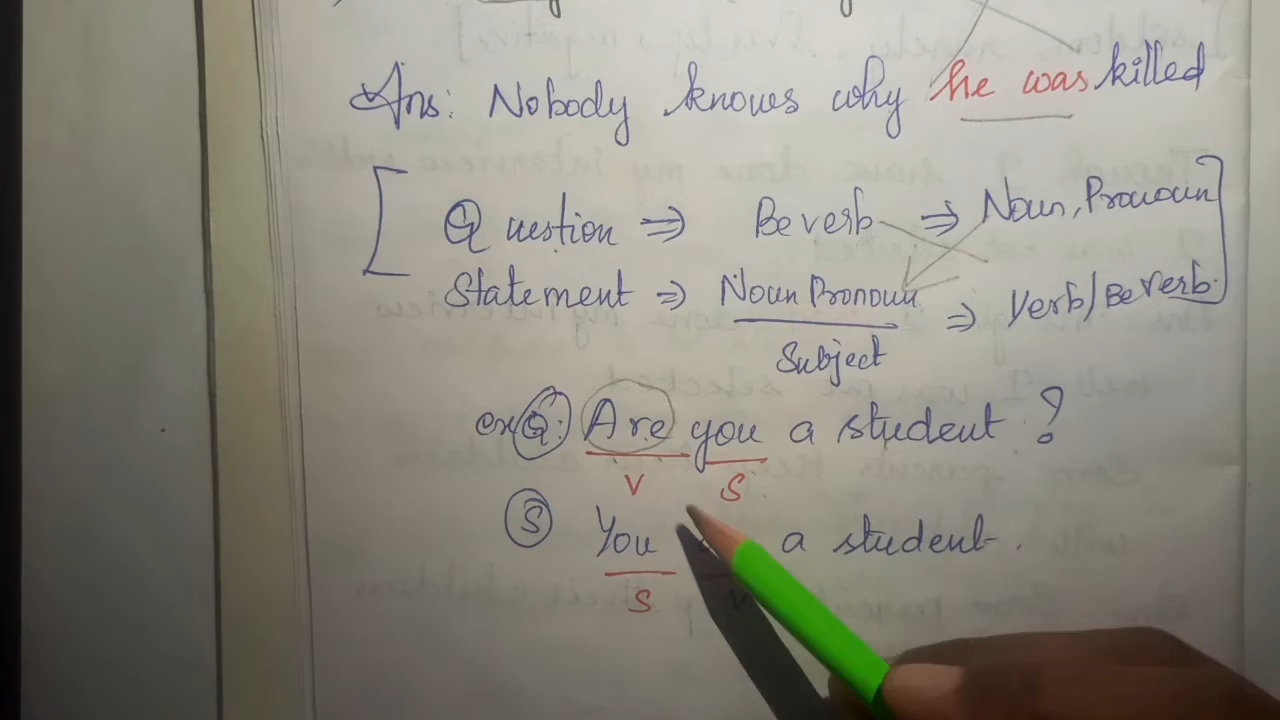 Ans: Nobody knows why he was killed
Question ⇒ Be verb ⇒ Noun, Pronoun
Statement ⇒ Noun Pronoun ⇒ Verb/Be verb.
Subject
ex Q: Are you a student?
V S
S You a student.
S V